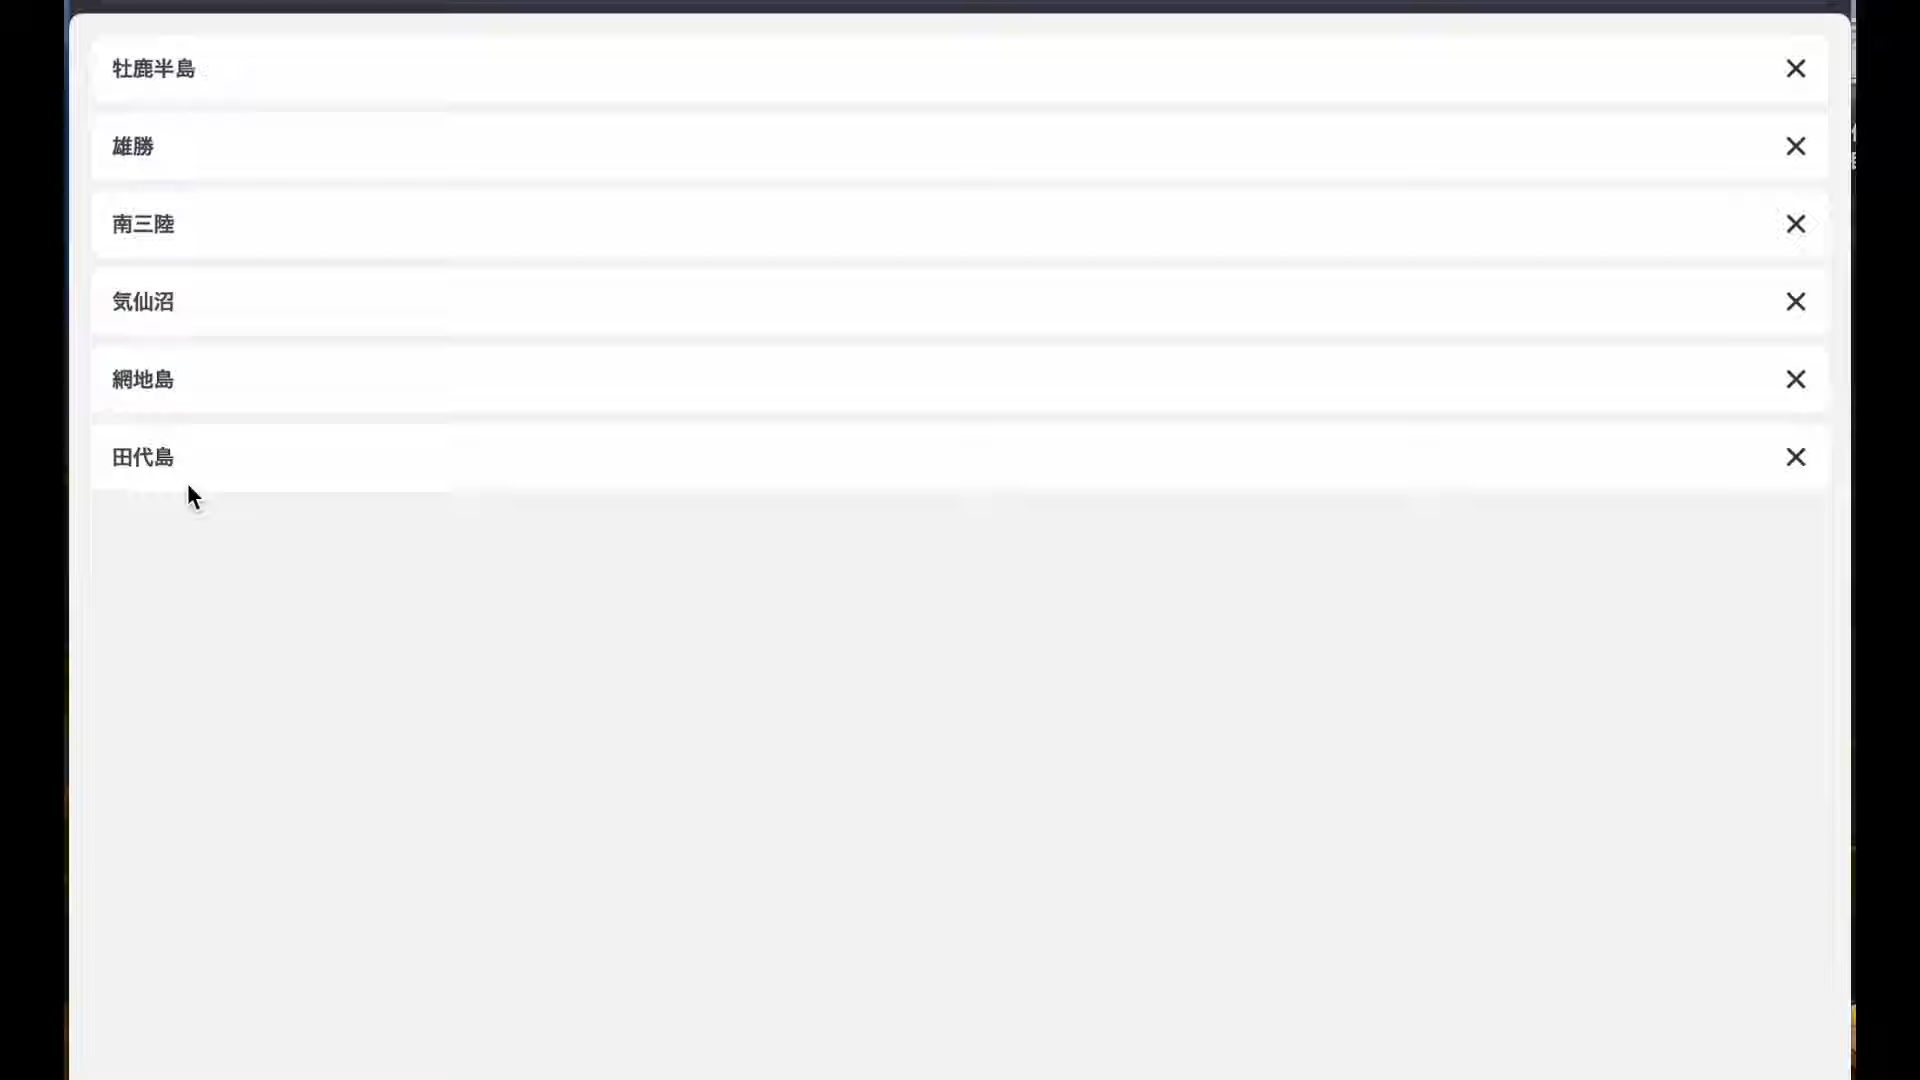 牡鹿半島
雄勝
南三陸
気仙沼
網地島
田代島